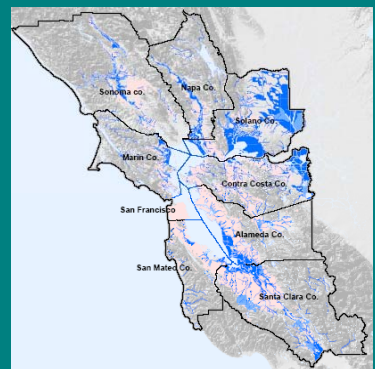 Sonoma co.
Napa Co.
Solano Co.
Marin Co.
Contra Costa Co.
San Francisco
Alameda Co.
San Mateo Co.
Santa Clara Co.